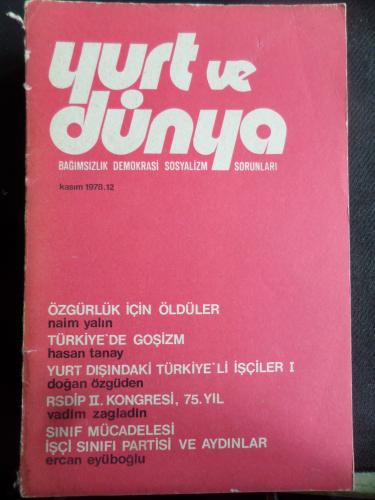 yurt ve
dünya
BAĞIMSIZLIK DEMOKRASİ SOSYALİZM SORUNLARI
kasım 1978.12
ÖZGÜRLÜK İÇİN ÖLDÜLER
naim yalın
TÜRKİYE'DE GOŞİZM
hasan tanay
YURT DIŞINDAKİ TÜRKİYE'Lİ İŞÇİLER I
doğan özgüden
RSDİP II. KONGRESİ, 75. YIL
vadim zagladin
SINIF MÜCADELESİ
İŞÇİ SINIFI PARTİSİ VE AYDINLAR
ercan eyüboğlu